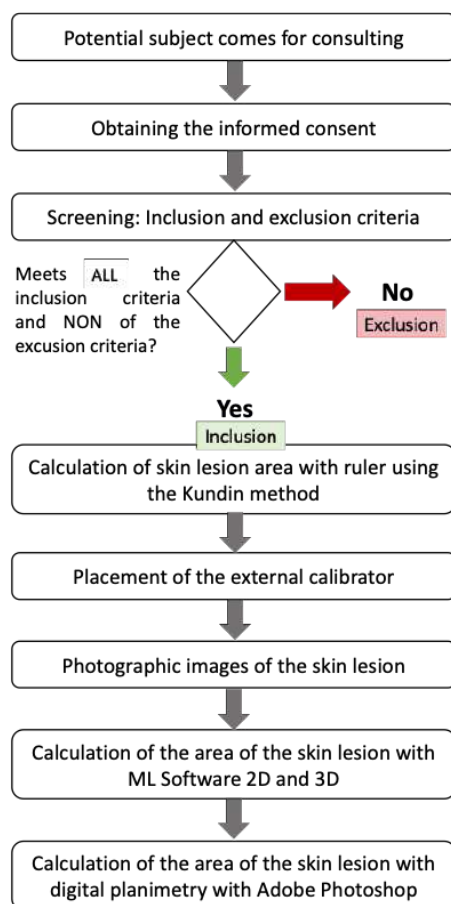 Potential subject comes for consulting
Obtaining the informed consent
Screening: Inclusion and exclusion criteria
Meets ALL the
inclusion criteria
and NON of the
excusion criteria?
No
Exclusion
Yes
Inclusion
Calculation of skin lesion area with ruler using
the Kundin method
Placement of the external calibrator
Photographic images of the skin lesion
Calculation of the area of the skin lesion with
ML Software 2D and 3D
Calculation of the area of the skin lesion with
digital planimetry with Adobe Photoshop